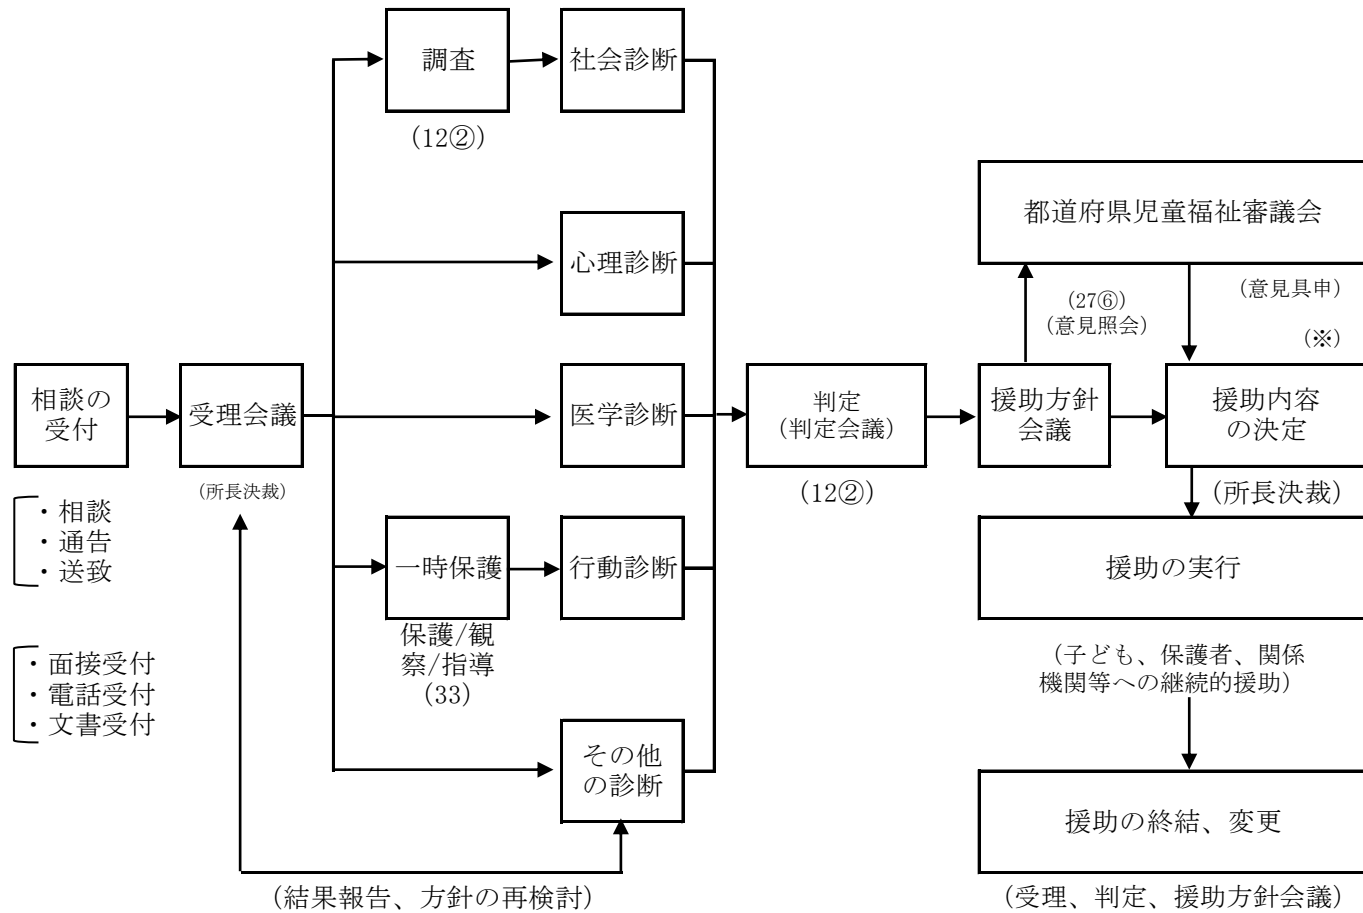 調査
(12②)
社会診断
心理診断
医学診断
相談の
受付
・相談
・通告
・送致
・面接受付
・電話受付
・文書受付
受理会議
(所長決裁)
一時保護
保護/観
察/指導
(33)
行動診断
その他
の診断
(結果報告、方針の再検討)
判定
(判定会議)
(12②)
都道府県児童福祉審議会
(27⑥)
(意見照会)
(意見具申)
(※)
援助方針
会議
援助内容
の決定
(所長決裁)
援助の実行
(子ども、保護者、関係
機関等への継続的援助)
援助の終結、変更
(受理、判定、援助方針会議)